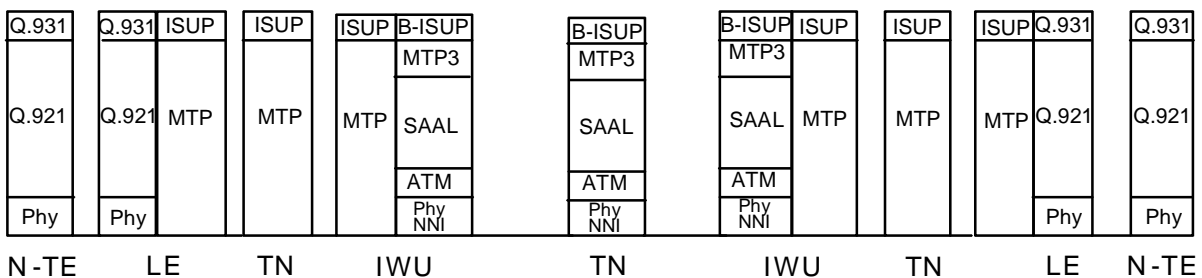 Q.931 Q.931 ISUP ISUP ISUP B-ISUP B-ISUP B-ISUP ISUP ISUP ISUP Q.931 Q.931
MTP3 MTP3 MTP3
Q.921 Q.921 MTP MTP MTP SAAL SAAL SAAL MTP MTP MTP Q.921 Q.921
ATM ATM ATM
Phy Phy Phy Phy Phy Phy Phy
NNI NNI NNI
N-TE LE TN IWU TN IWU TN LE N-TE